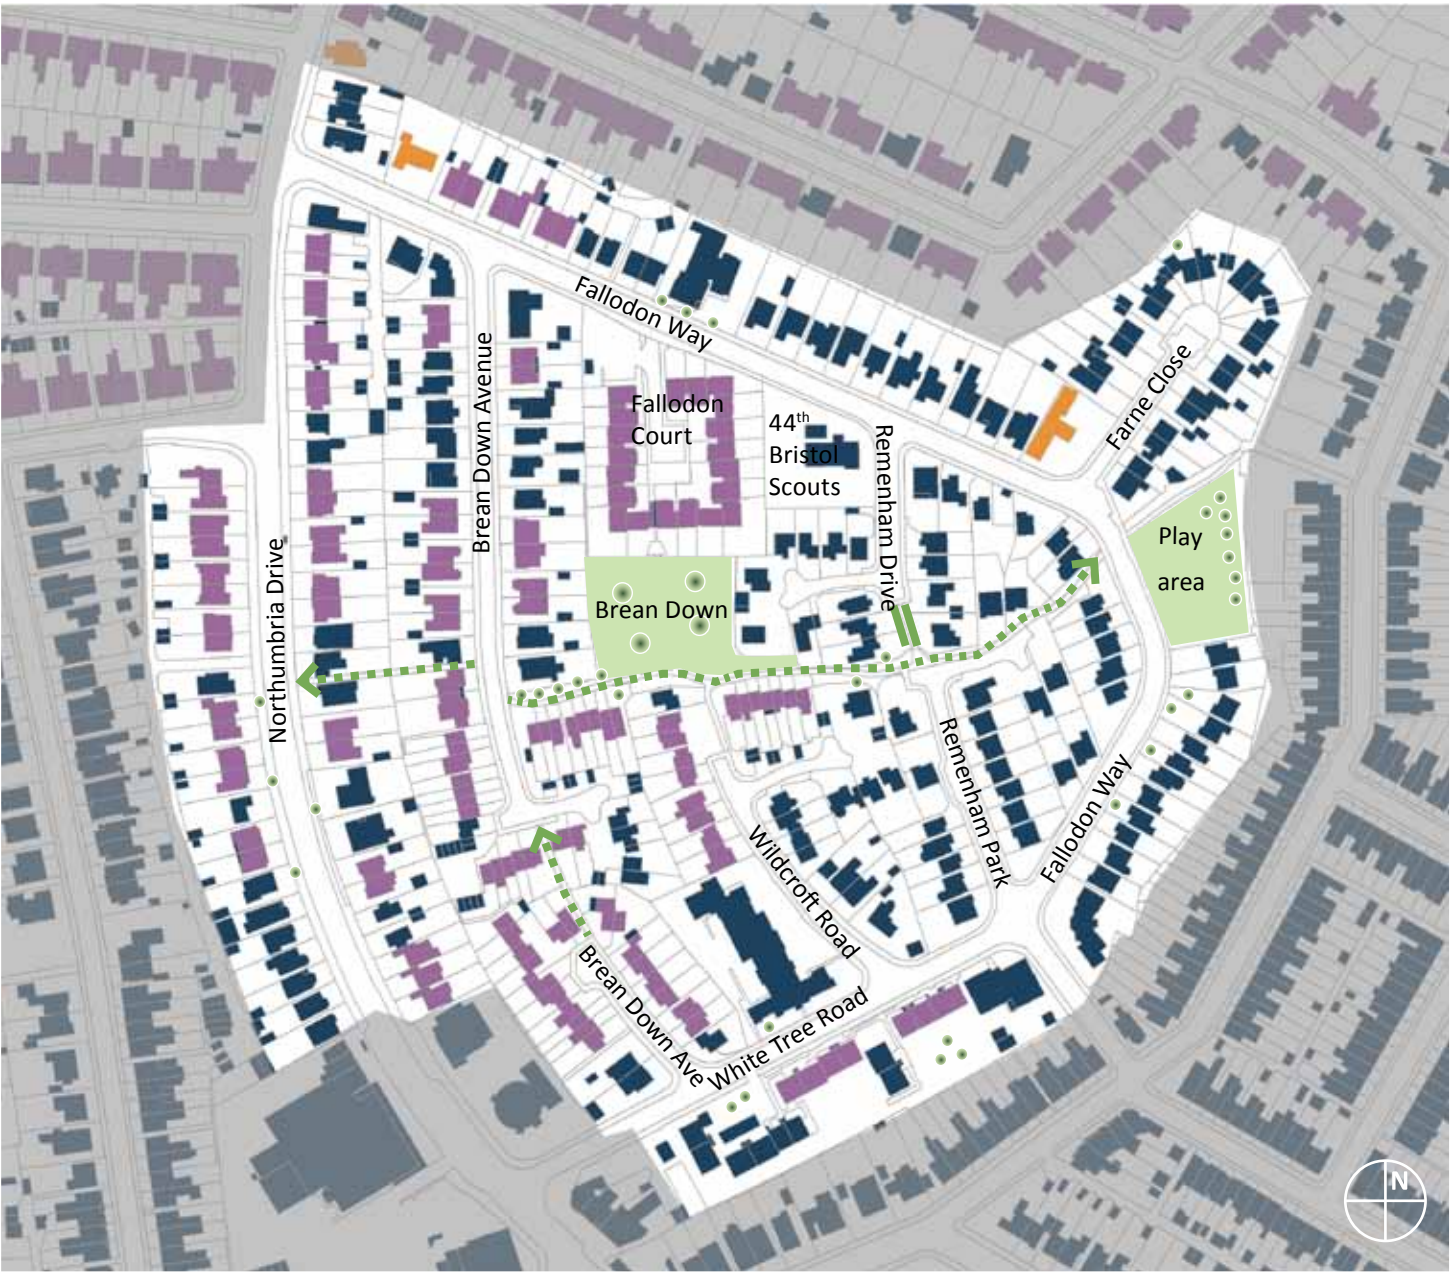 Fallodon Way
Brean Down Avenue
Fallodon
Court
44th
Bristol
Scouts
Remenham Drive
Farne Close
Play
area
Northumbria Drive
Brean Down
Remenham Park
Fallodon Way
Wildcroft Road
Brean Down Ave
White Tree Road
N